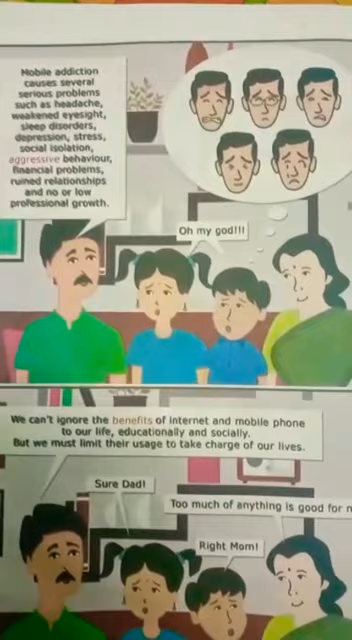 Mobile addiction
causes several
serious problems
such as headache,
weakened eyesight,
sleep disorders,
depression, stress,
social isolation,
aggressive behaviour,
financial problems,
ruined relationships
and no or low
professional growth.
Oh my god!!!
We can't ignore the benefits of internet and mobile phone
to our life, educationally and socially.
But we must limit their usage to take charge of our lives.
Sure Dad!
Too much of anything is good for n
Right Mom!